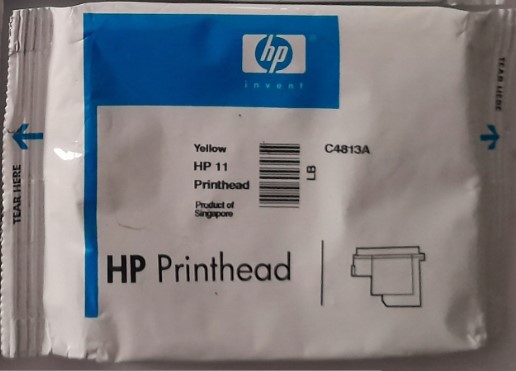 hp
invent
TEAR HERE
TEAR HERE
Yellow
C4813A
HP 11
Printhead
LB
Product of
Singapore
HP Printhead